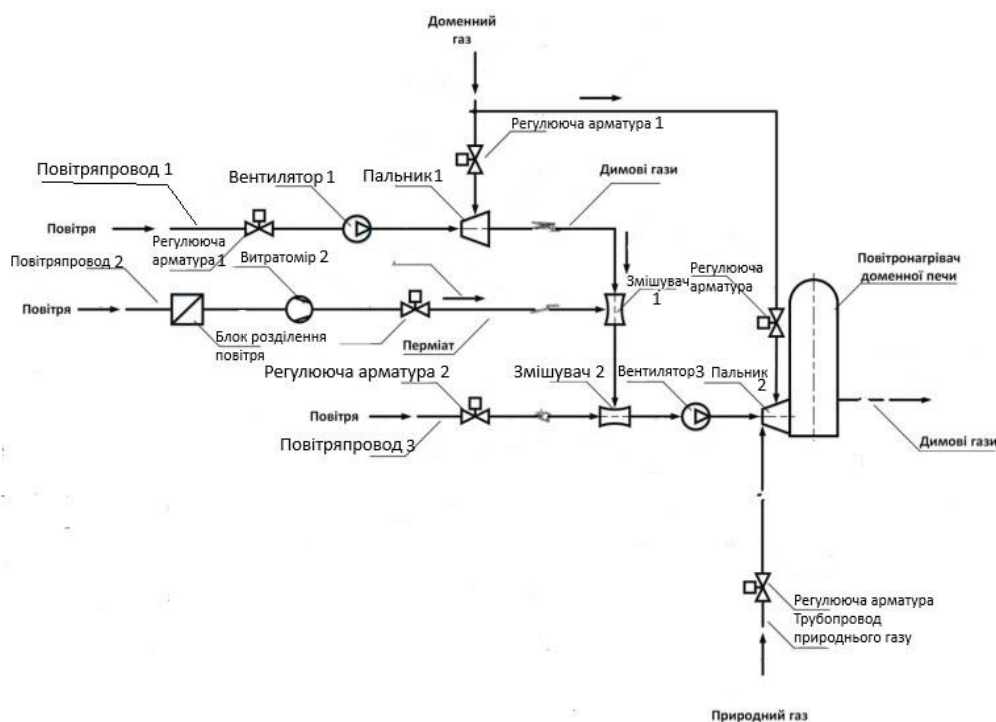 Доменний
газ
Регулююча арматура 1
Повітряпровод 1
Вентилятор 1
Пальник 1
Димові гази
Повітря
Регулююча
арматура 1
Повітряпровод 2
Витратомір 2
Змішувач
1
Регулююча
арматура
Повітронагрівач
доменної печи
Повітря
Блок розділення
повітря
Перміат
Регулююча арматура 2
Змішувач 2
Вентилятор3
Пальник
2
Повітря
Повітряпровод 3
Димові гази
Регулююча арматура
Трубопровод
природнього газу
Природний газ